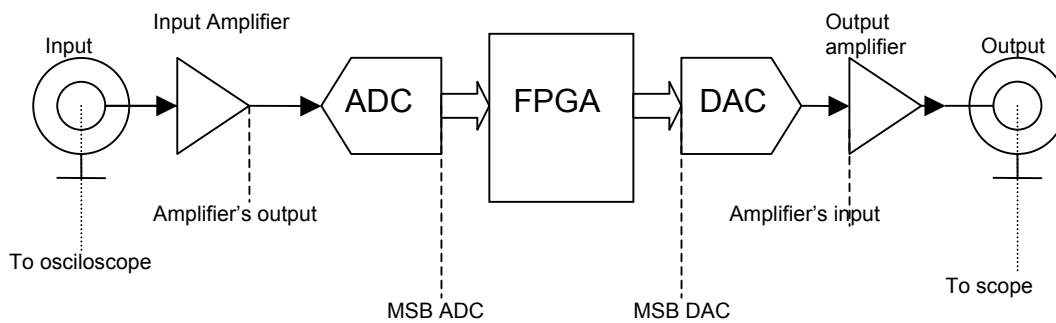 Input Amplifier
Output
amplifier
Input
Output
ADC
FPGA
DAC
Amplifier's output
Amplifier's input
To osciloscope
To scope
MSB ADC
MSB DAC